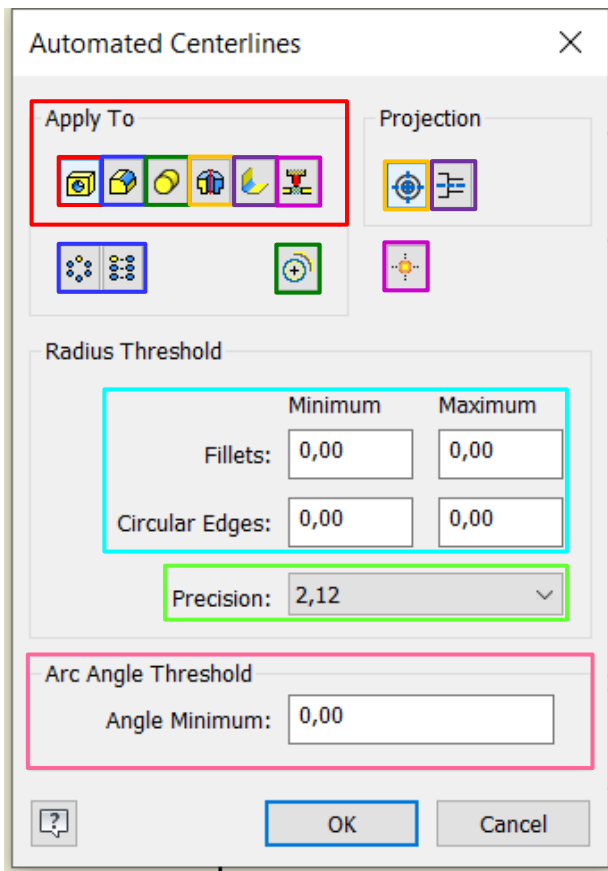 Automated Centerlines
Apply To
Projection
Radius Threshold
Minimum Maximum
Fillets: 0,00 0,00
Circular Edges: 0,00 0,00
Precision: 2,12
Arc Angle Threshold
Angle Minimum: 0,00
OK Cancel